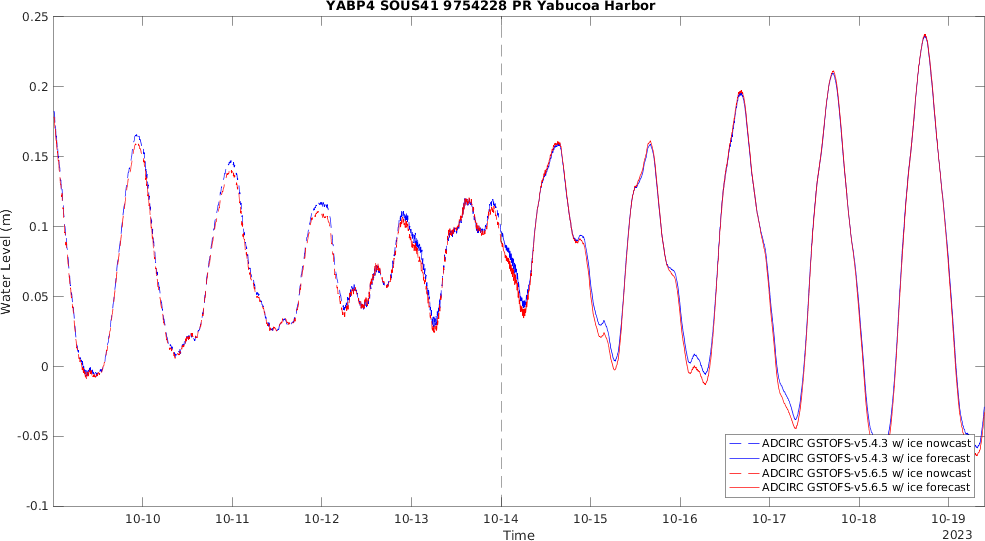 YABP4 SOUS41 9754228 PR Yabucoa Harbor
0.25
0.2
0.15
0.1
0.05
0
-0.05
-0.1
Water Level (m)
ADCIRC GSTOFS-v5.4.3 w/ ice nowcast
ADCIRC GSTOFS-v5.4.3 w/ ice forecast
ADCIRC GSTOFS-v5.6.5 w/ ice nowcast
ADCIRC GSTOFS-v5.6.5 w/ ice forecast
10-10 10-11 10-12 10-13 10-14 10-15 10-16 10-17 10-18 10-19
Time
2023